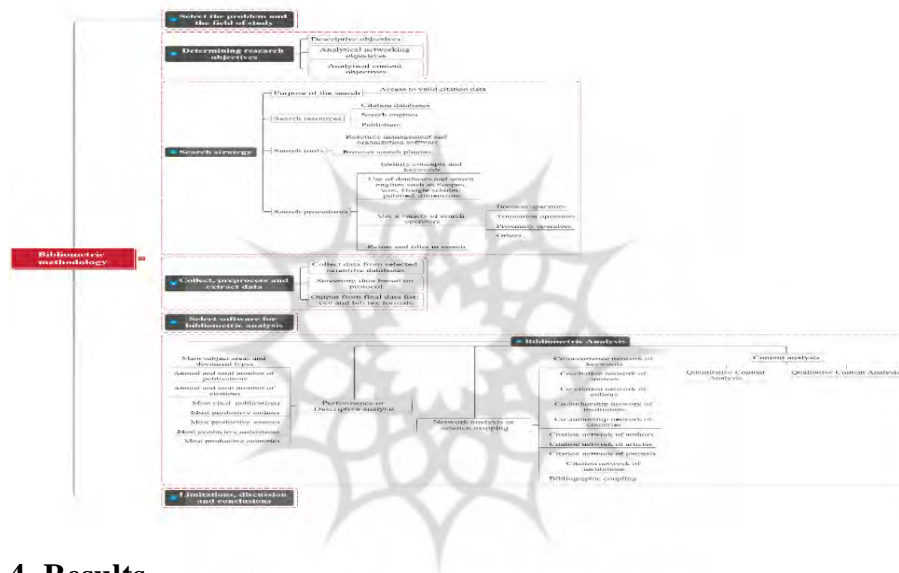 Select the problem and
the field of study
Determining research
objectives
Descriptive objectives
Analytical networking
objectives
Analytical content
objectives
Search strategy
Purpose of the search
Access to valid citation data
Search resources
Citation databases
Search engines
Publishers
Search tools
Resource management and
organization software
Browser search plugins
Search procedures
Identify concepts and
keywords
Use of databases and search
engines such as Scopus,
wos, Google scholar,
pubmed, dimensions
Use a variety of search
operators
Boolean operators
Truncation operators
Proximity operators
Others
Refine and filter in search
Bibliometric
methodology
Collect, preprocess and
extract data
Collect data from selected
scientific databases
Screening data based on
protocol
Output from final data list:
csv and bib tex formats
Select software for
bibliometric analysis
Bibliometric Analysis
Performance or
Descriptive analysis
Main subject areas and
document types
Annual and total number of
publications
Annual and total number of
citations
Most cited publications
Most productive authors
Most productive sources
Most productive institutions
Most productive countries
Network analysis or
science mapping
Co-occurrence network of
keywords
Co-citation network of
sources
Co-citation network of
authors
Co-authorship network of
institutions
Co-authorship network of
countries
Citation network of authors
Citation network of articles
Citation network of journals
Citation network of
institutions
Bibliographic coupling
Content analysis
Quantitative Content
Analysis
Qualitative Content Analysis
Limitations, discussion
and conclusions
4. Results